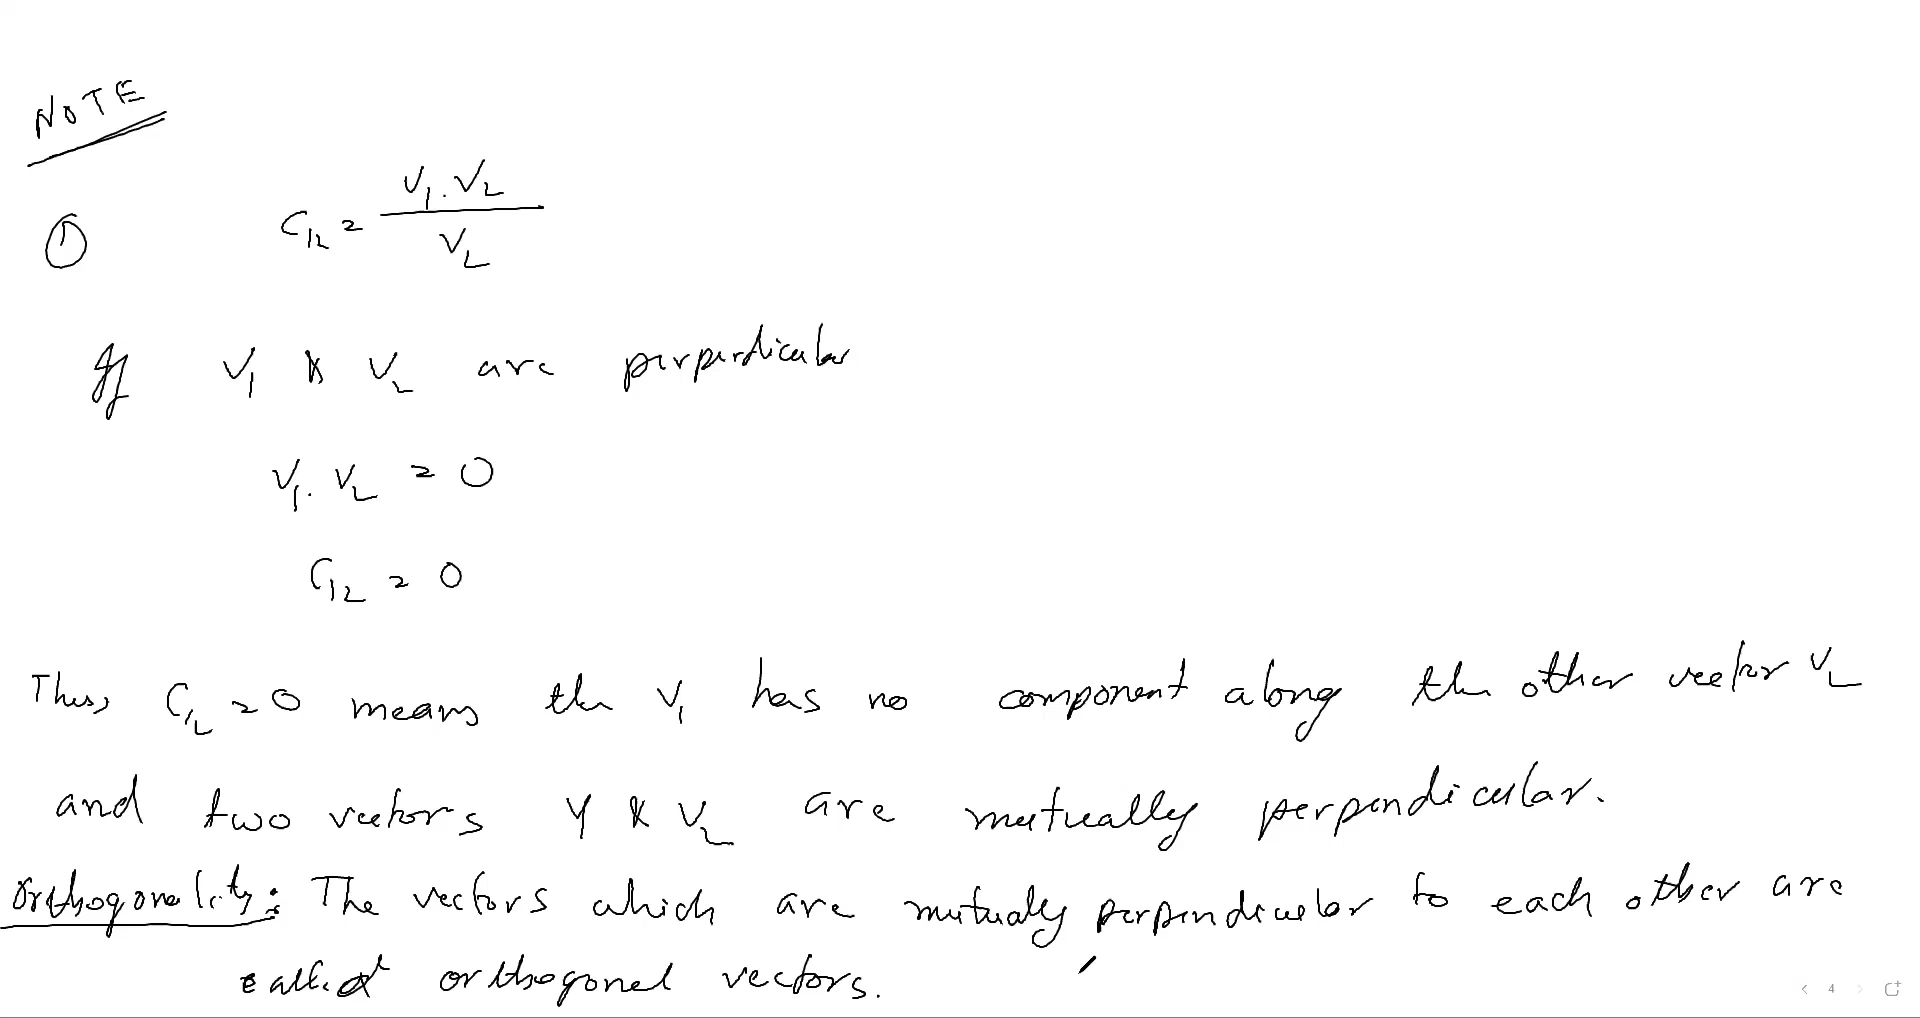 NOTE
① C₁₂ = V₁ . V₂ / V₂
If V₁ & V₂ are perpendicular
V₁ . V₂ = 0
C₁₂ = 0
Thus, C₁₂ = 0 means the V₁ has no component along the other vector V₂
and two vectors V₁ & V₂ are mutually perpendicular.
Orthogonality: The vectors which are mutually perpendicular to each other are
called orthogonal vectors.
4